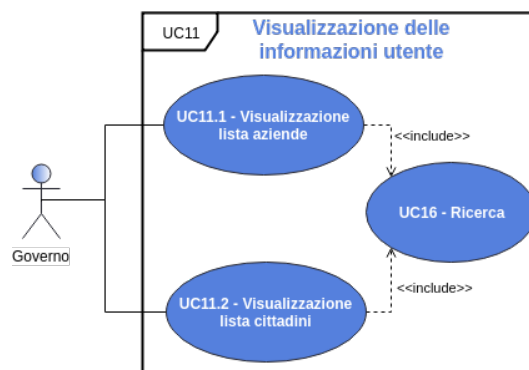 UC11
Visualizzazione delle
informazioni utente
UC11.1 - Visualizzazione
lista aziende
<<include>>
UC16 - Ricerca
Governo
UC11.2 - Visualizzazione
lista cittadini
<<include>>